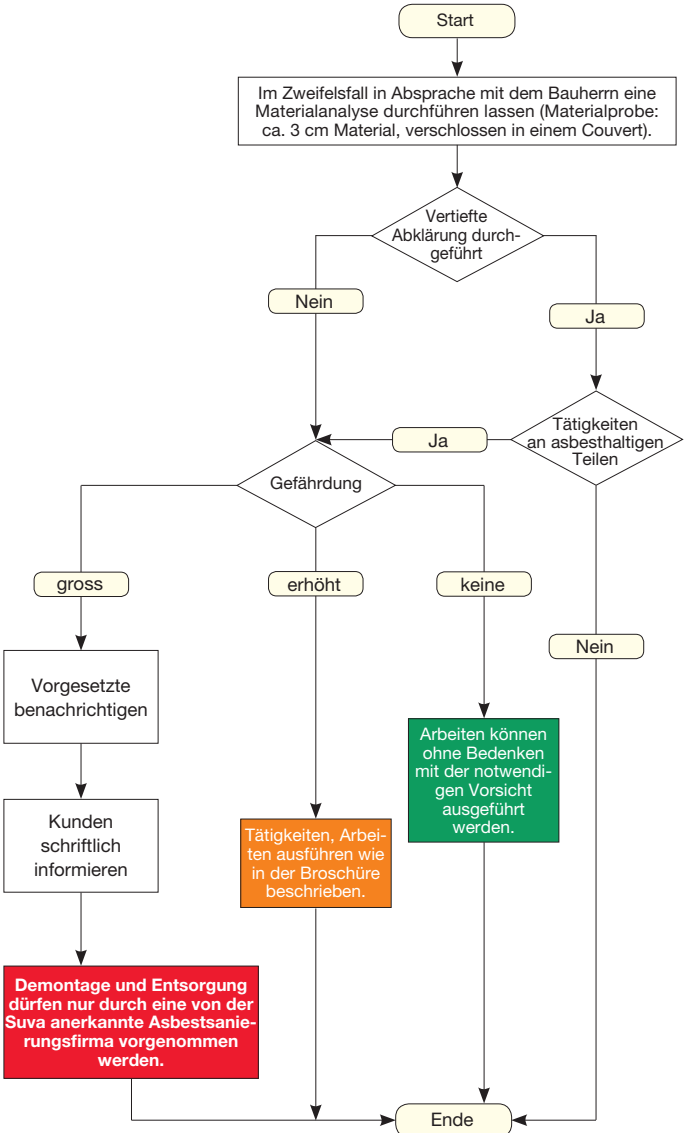 Start
Im Zweifelsfall in Absprache mit dem Bauherrn eine
Materialanalyse durchführen lassen (Materialprobe:
ca. 3 cm Material, verschlossen in einem Couvert).
Vertiefte
Abklärung durch-
geführt
Nein
Ja
Tätigkeiten
an asbesthaltigen
Teilen
Ja
Gefährdung
gross
erhöht
keine
Nein
Vorgesetzte
benachrichtigen
Arbeiten können
ohne Bedenken
mit der notwendi-
gen Vorsicht
ausgeführt
werden.
Kunden
schriftlich
informieren
Tätigkeiten, Arbei-
ten ausführen wie
in der Broschüre
beschrieben.
Demontage und Entsorgung
dürfen nur durch eine von der
Suva anerkannte Asbestsanie-
rungsfirma vorgenommen
werden.
Ende